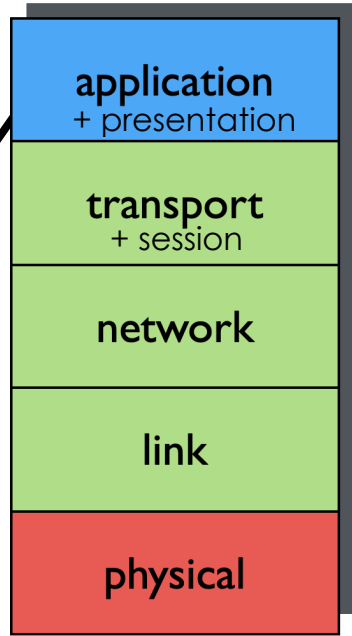 application
+ presentation
transport
+ session
network
link
physical